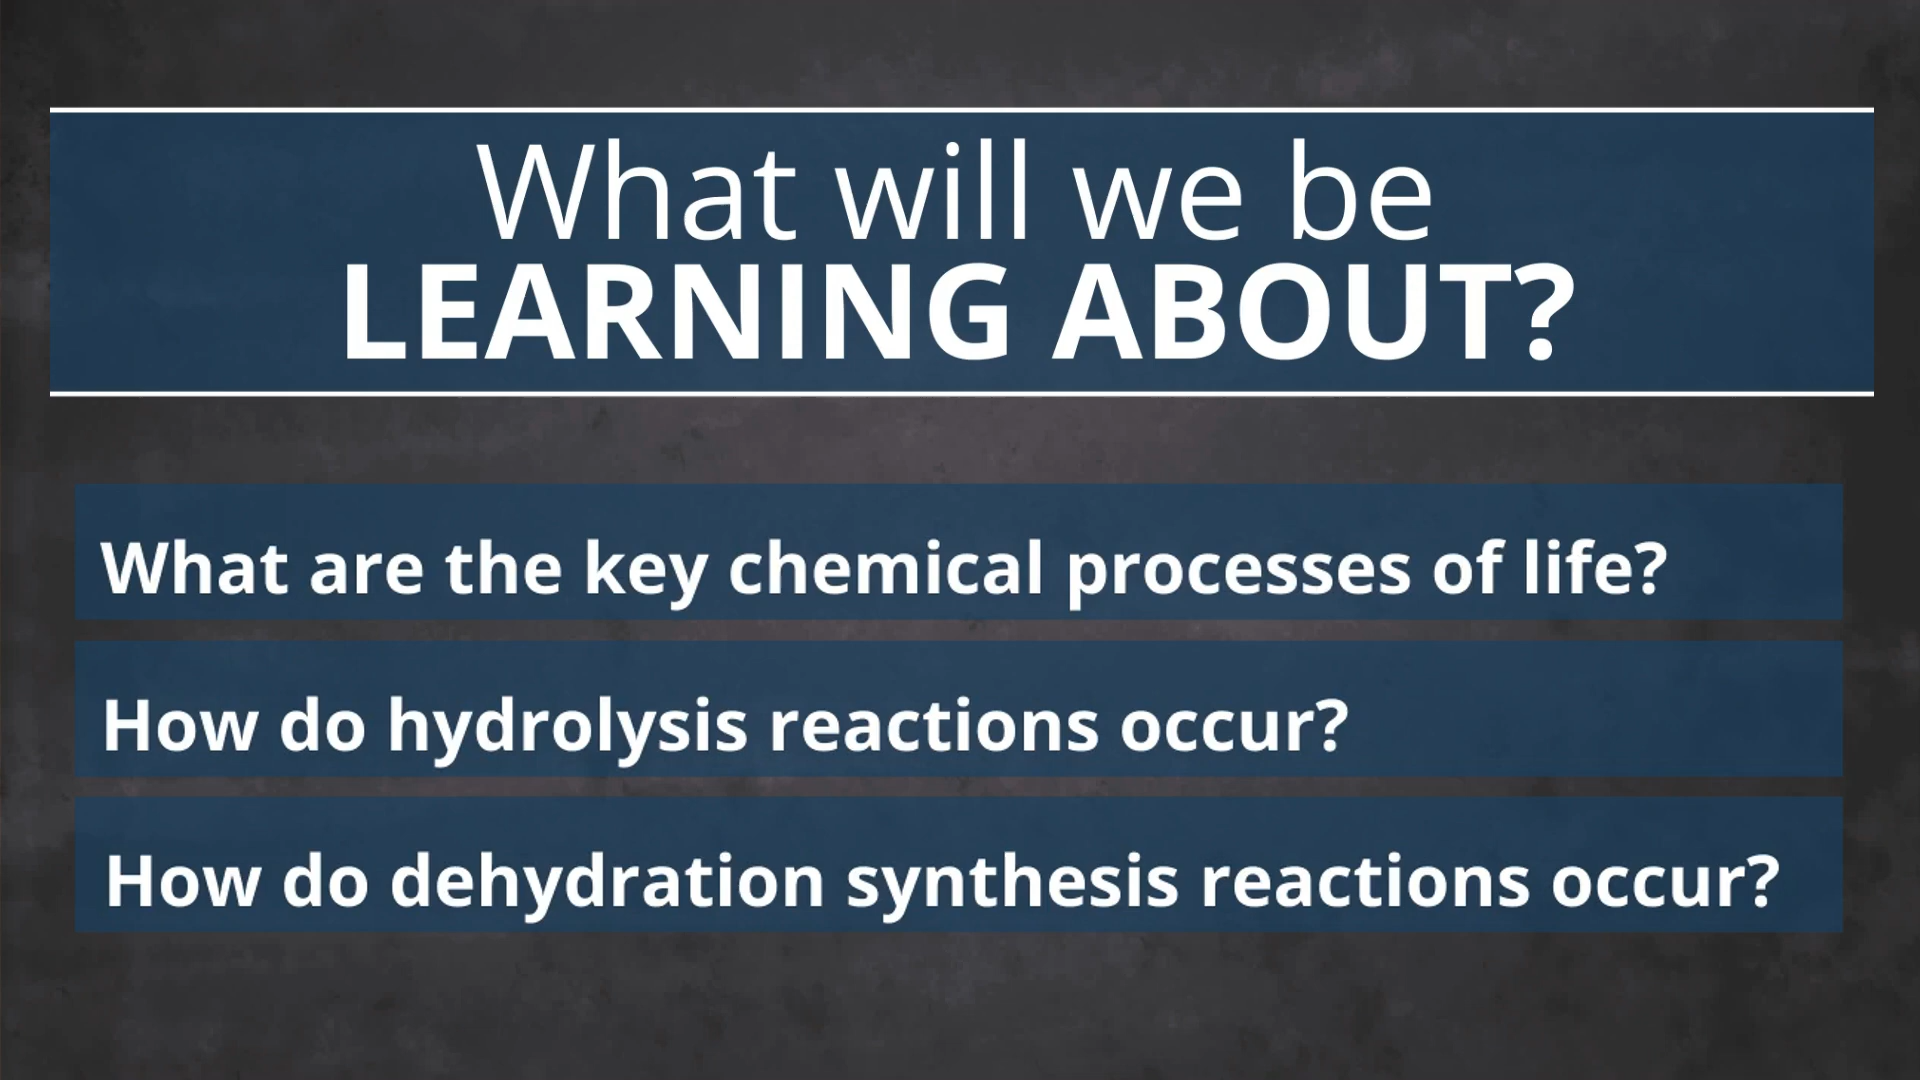 What will we be
LEARNING ABOUT?
What are the key chemical processes of life?
How do hydrolysis reactions occur?
How do dehydration synthesis reactions occur?